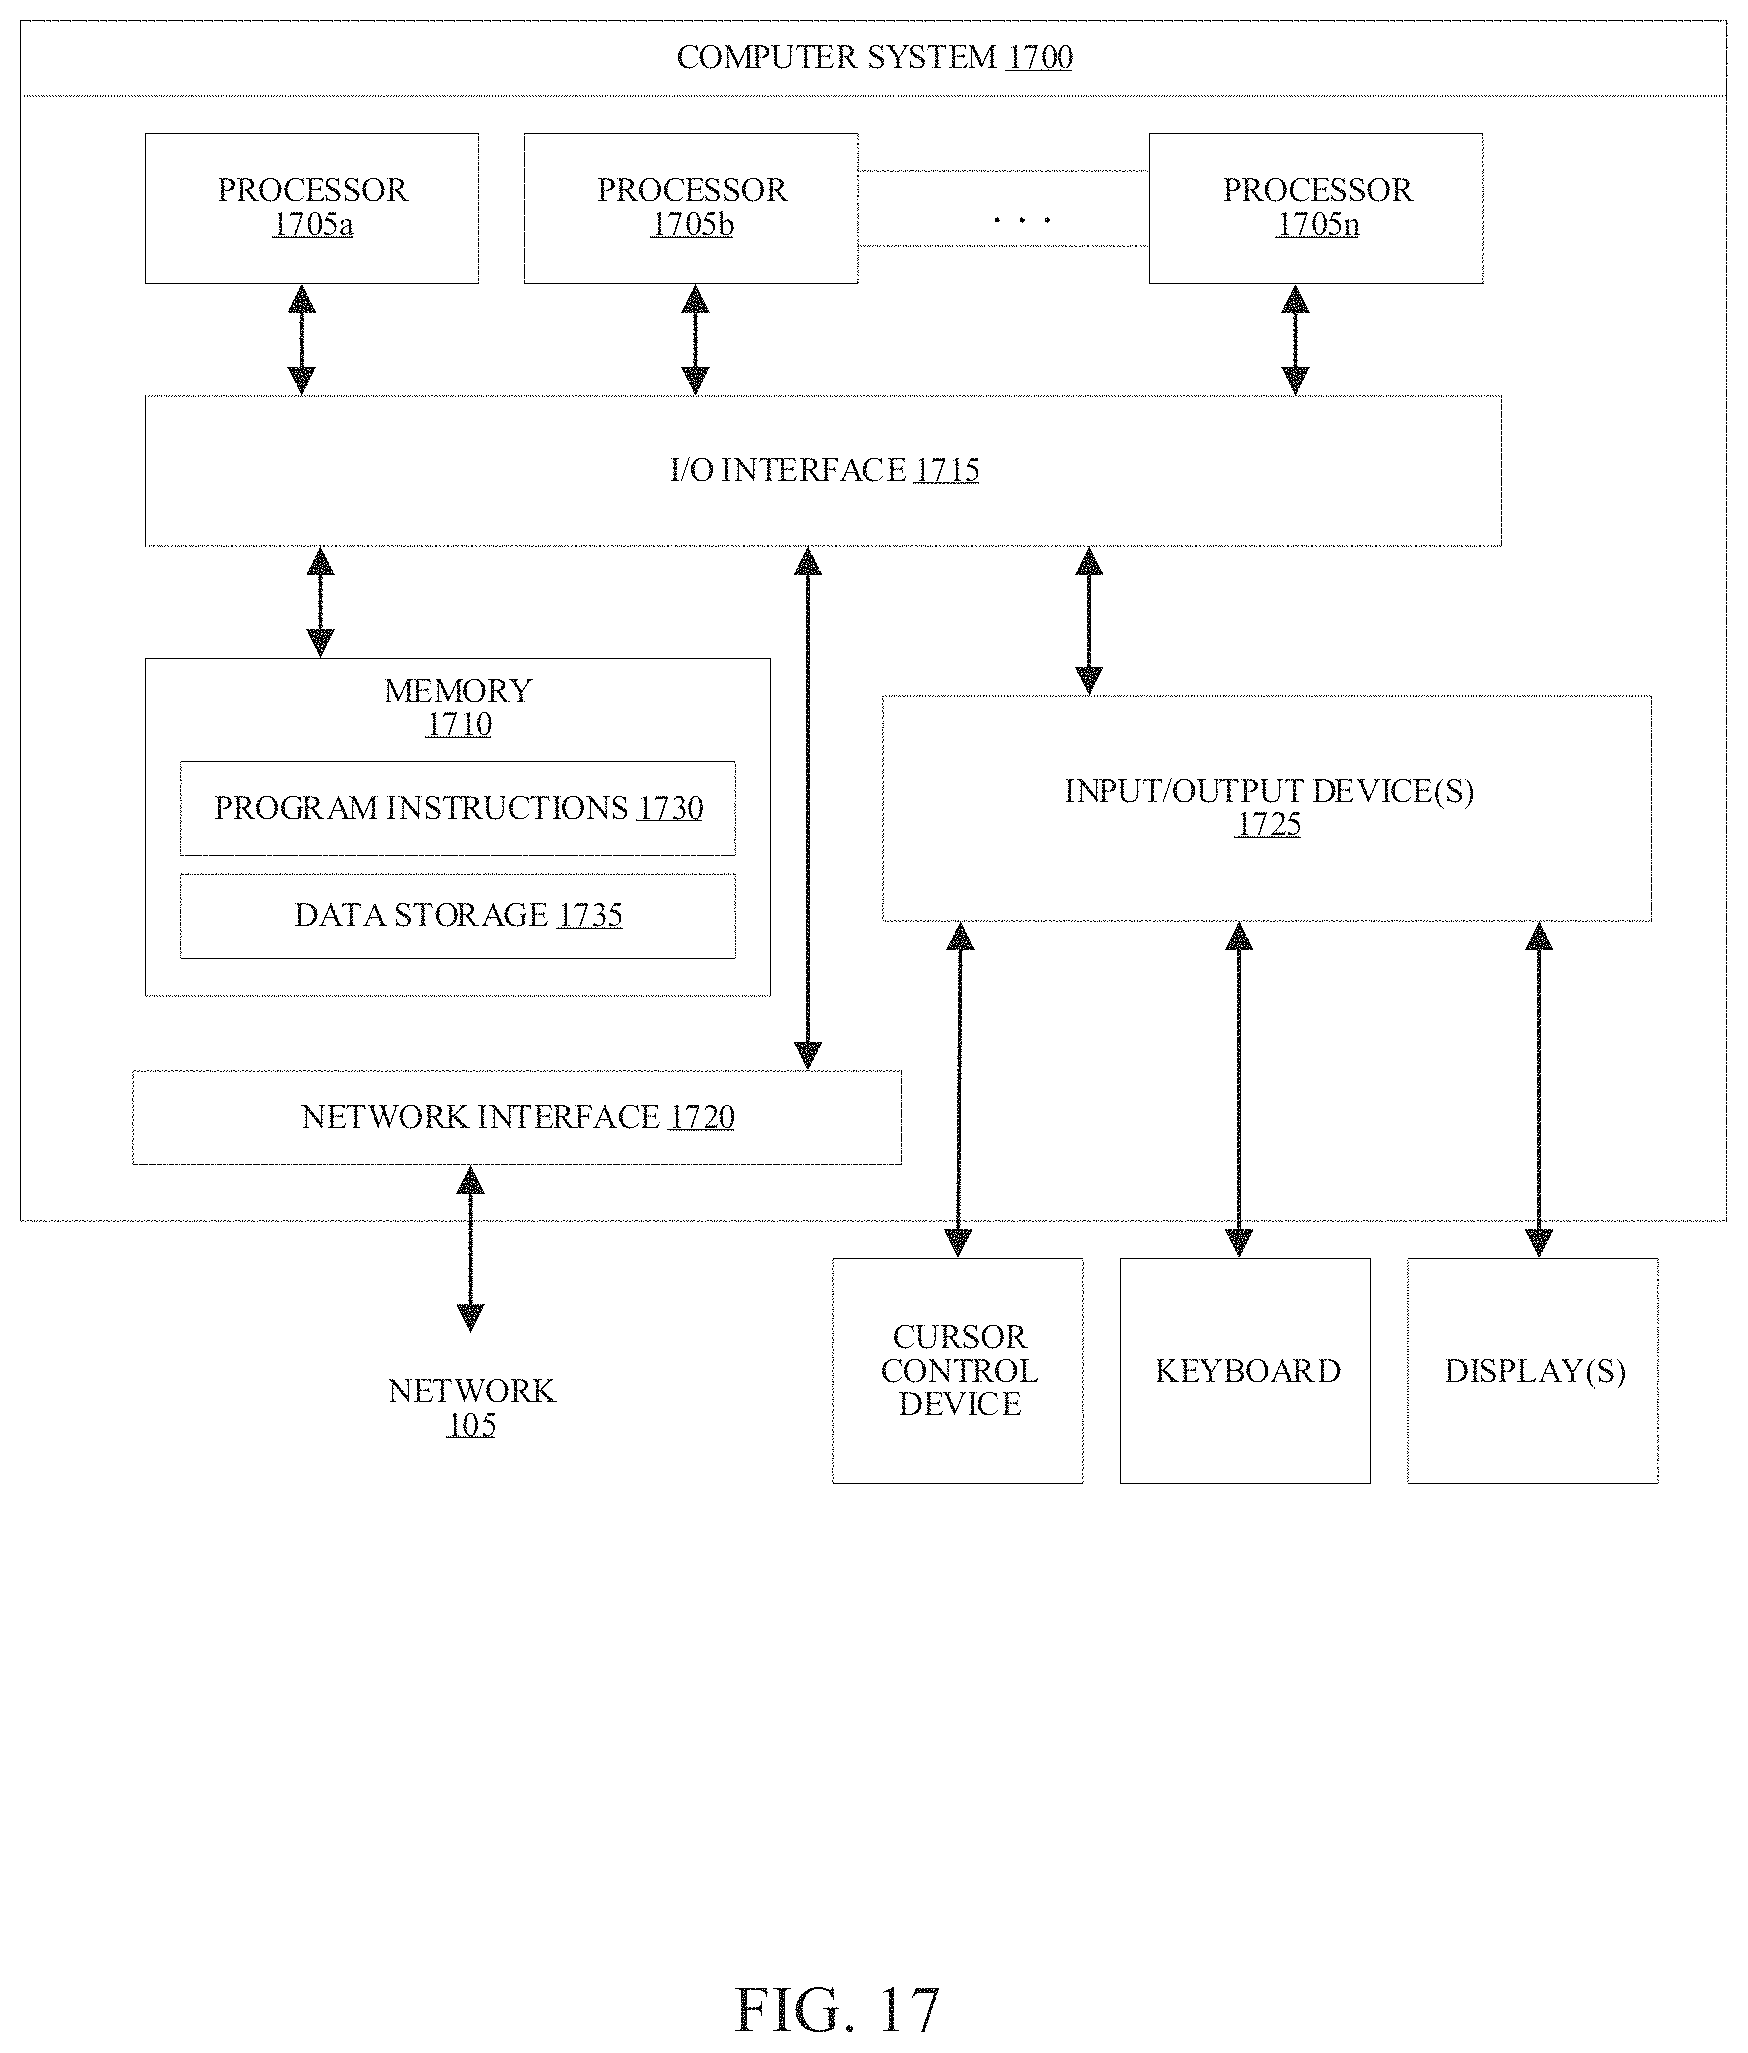 COMPUTER SYSTEM 1700
PROCESSOR
1705a
PROCESSOR
1705b
. . .
PROCESSOR
1705n
I/O INTERFACE 1715
MEMORY
1710
PROGRAM INSTRUCTIONS 1730
DATA STORAGE 1735
INPUT/OUTPUT DEVICE(S)
1725
NETWORK INTERFACE 1720
NETWORK
105
CURSOR
CONTROL
DEVICE
KEYBOARD
DISPLAY(S)
FIG. 17